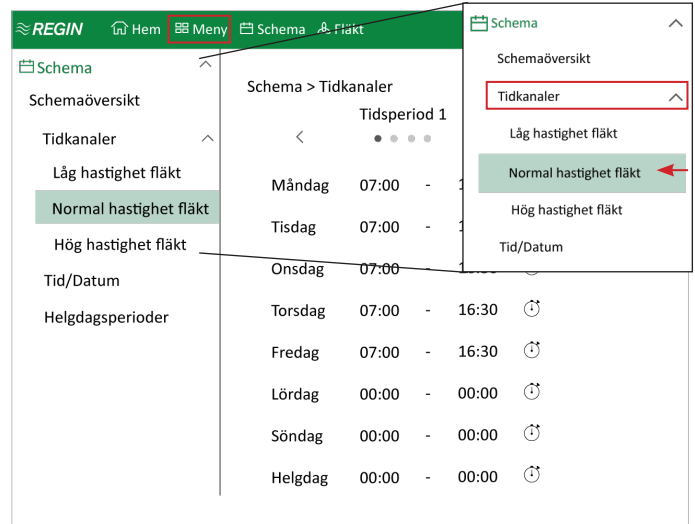 REGIN Hem Meny Schema Fläkt
Schema
Schemaöversikt
Tidkanaler
Låg hastighet fläkt
Normal hastighet fläkt
Hög hastighet fläkt
Tid/Datum
Helgdagsperioder
Schema > Tidkanaler
Tidsperiod 1
Måndag 07:00 -
Tisdag 07:00 -
Onsdag 07:00 -
Torsdag 07:00 - 16:30
Fredag 07:00 - 16:30
Lördag 00:00 - 00:00
Söndag 00:00 - 00:00
Helgdag 00:00 - 00:00
Schema
Schemaöversikt
Tidkanaler
Låg hastighet fläkt
Normal hastighet fläkt
Hög hastighet fläkt
Tid/Datum